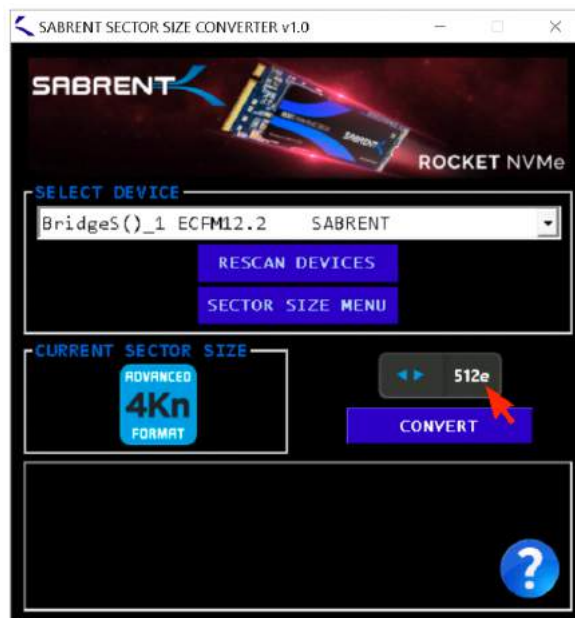 SABRENT SECTOR SIZE CONVERTER v1.0
SABRENT
SABRENT
ROCKET NVMe
SELECT DEVICE
BridgeS()_1 ECFM12.2 SABRENT
RESCAN DEVICES
SECTOR SIZE MENU
CURRENT SECTOR SIZE
ADVANCED
4Kn
FORMAT
512e
CONVERT
?